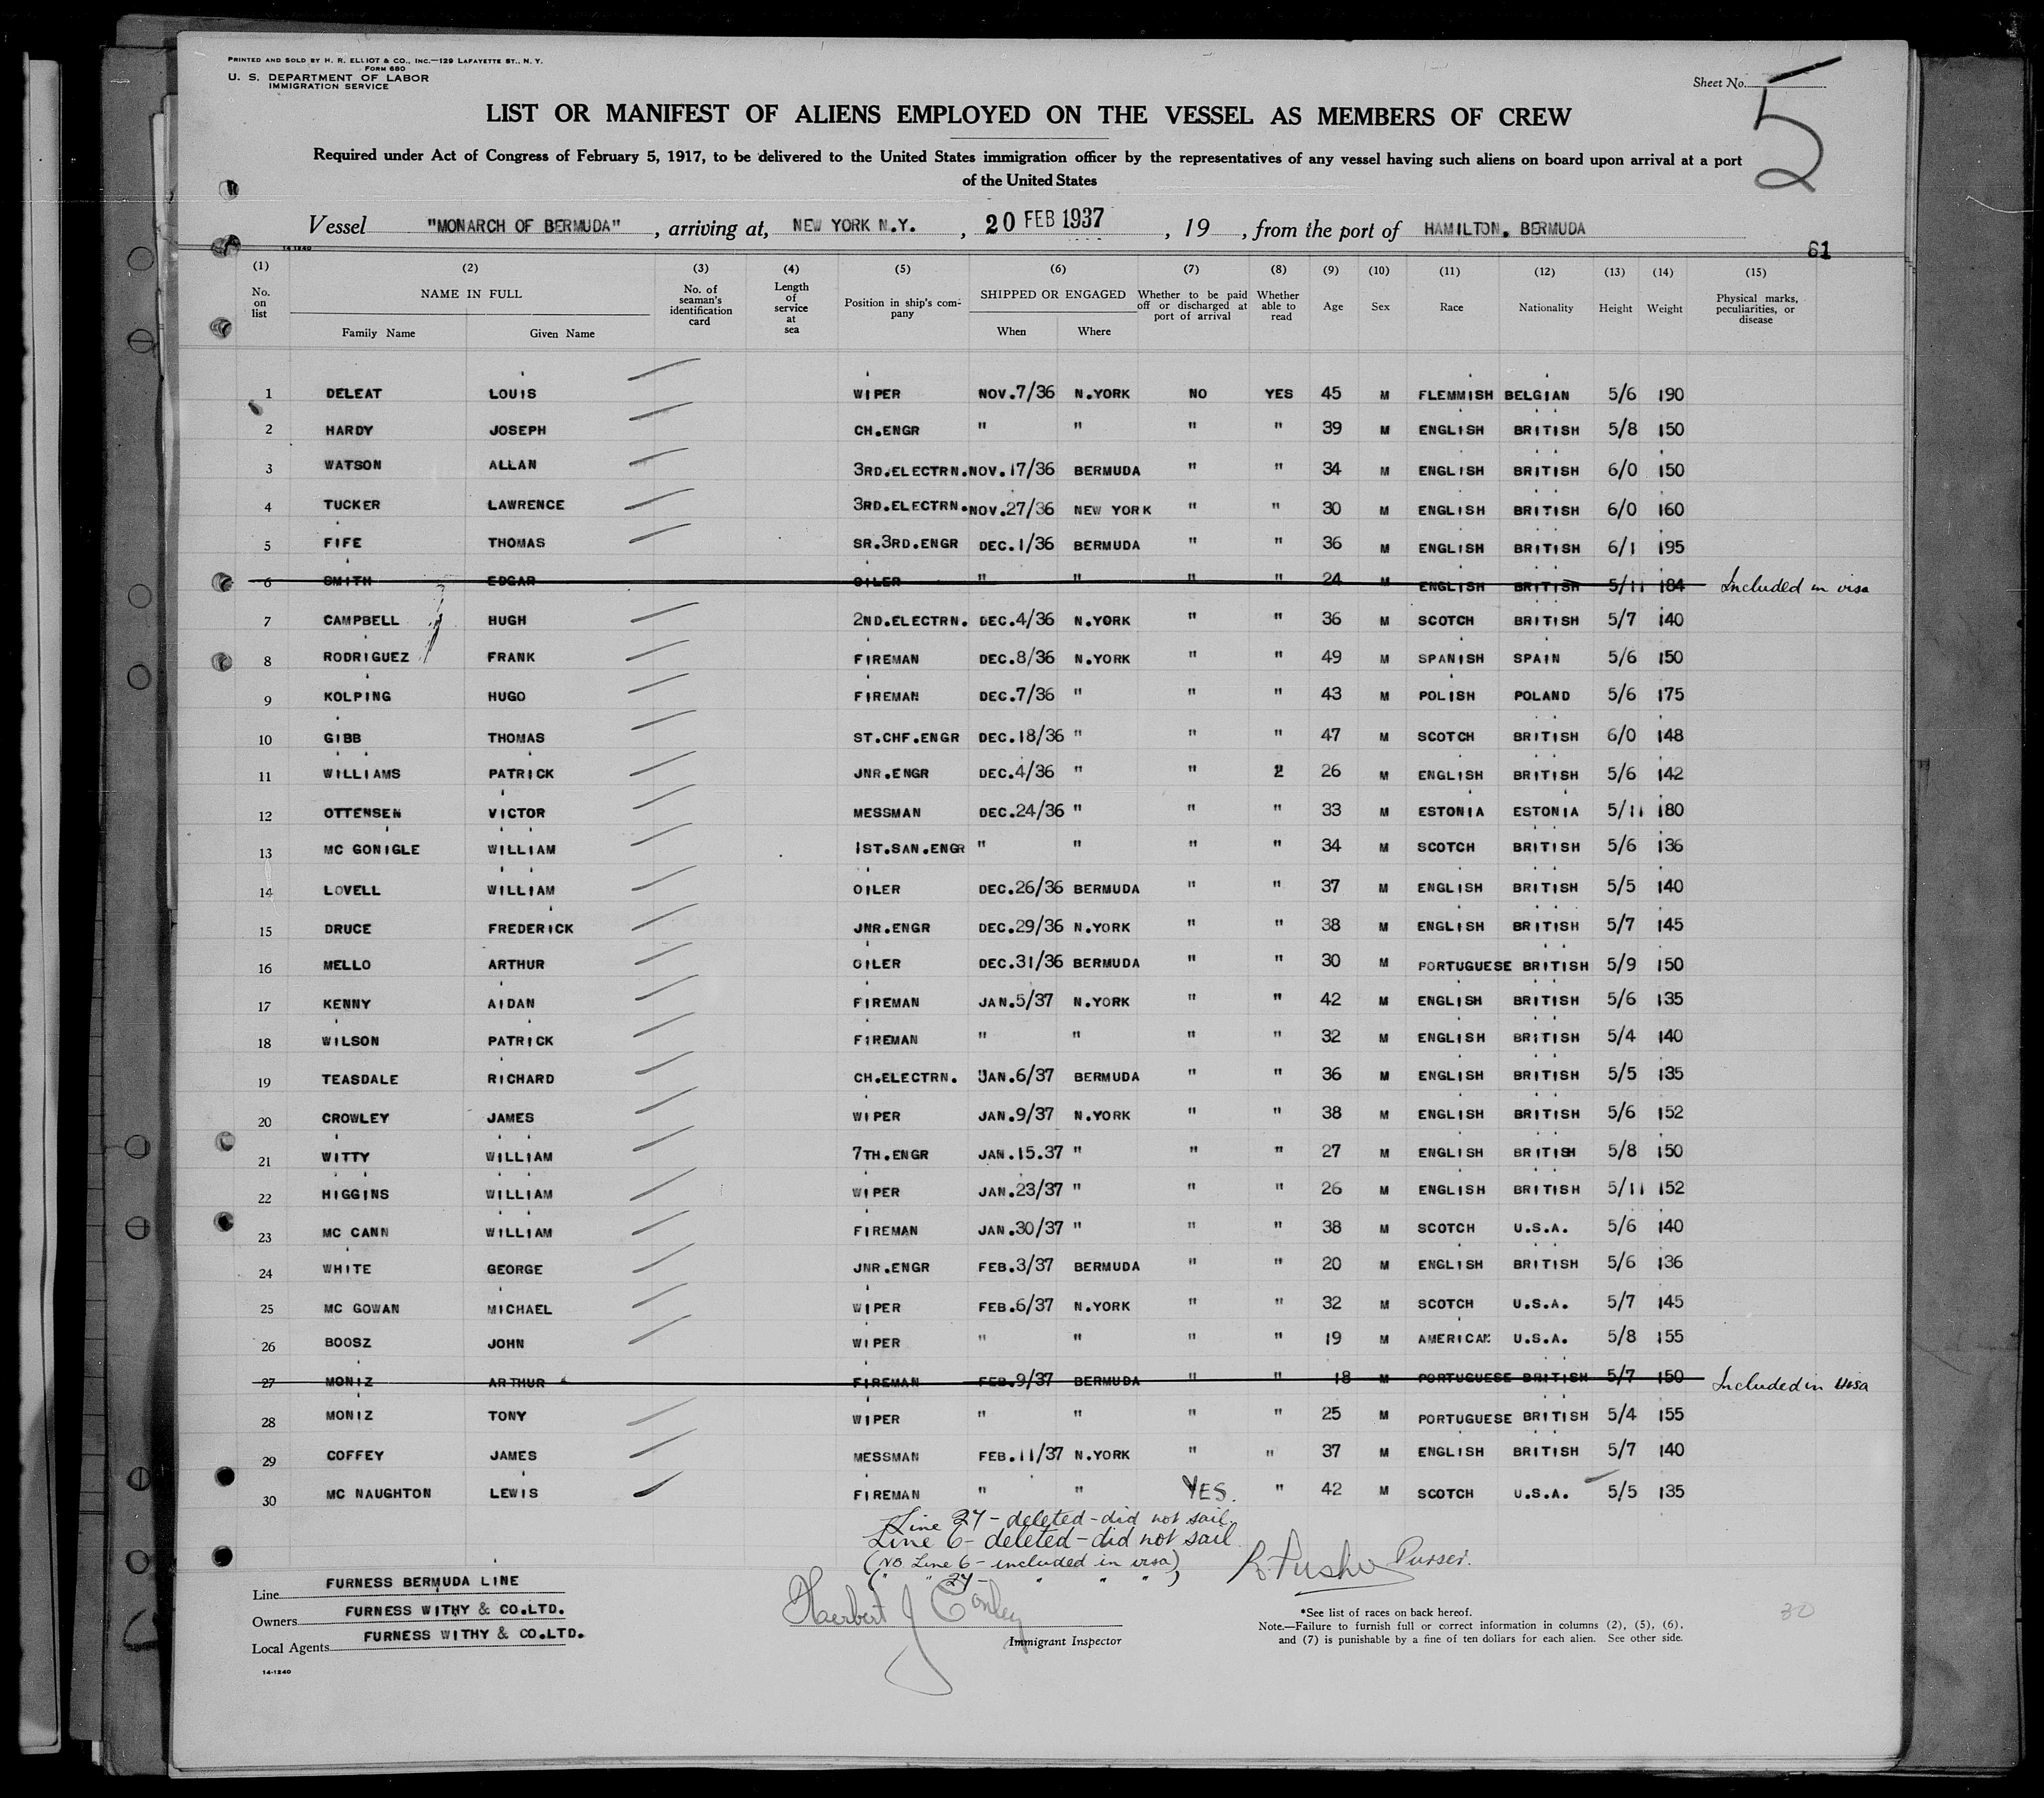 PRINTED AND SOLD BY H. R. ELLIOT & CO., INC.—129 LAFAYETTE ST., N. Y.
FORM 680
U. S. DEPARTMENT OF LABOR
IMMIGRATION SERVICE
Sheet No. 5
LIST OR MANIFEST OF ALIENS EMPLOYED ON THE VESSEL AS MEMBERS OF CREW
Required under Act of Congress of February 5, 1917, to be delivered to the United States immigration officer by the representatives of any vessel having such aliens on board upon arrival at a port
of the United States
Vessel "MONARCH OF BERMUDA", arriving at, NEW YORK N.Y., 20 FEB 1937, 19 , from the port of HAMILTON. BERMUDA
14-1240
61
(1) (2) (3) (4) (5) (6) (7) (8) (9) (10) (11) (12) (13) (14) (15)
No. on list NAME IN FULL Family Name Given Name No. of seaman's identification card Length of service at sea Position in ship's company SHIPPED OR ENGAGED When Where Whether to be paid off or discharged at port of arrival Whether able to read Age Sex Race Nationality Height Weight Physical marks, peculiarities, or disease
1 DELEAT LOUIS WIPER NOV.7/36 N.YORK NO YES 45 M FLEMMISH BELGIAN 5/6 190
2 HARDY JOSEPH CH.ENGR " " " " 39 M ENGLISH BRITISH 5/8 150
3 WATSON ALLAN 3RD.ELECTRN. NOV.17/36 BERMUDA " " 34 M ENGLISH BRITISH 6/0 150
4 TUCKER LAWRENCE 3RD.ELECTRN. NOV.27/36 NEW YORK " " 30 M ENGLISH BRITISH 6/0 160
5 FIFE THOMAS SR.3RD.ENGR DEC.1/36 BERMUDA " " 36 M ENGLISH BRITISH 6/1 195
6 SMITH EDGAR OILER " " " " 24 M ENGLISH BRITISH 5/11 184 Included in visa
7 CAMPBELL HUGH 2ND.ELECTRN. DEC.4/36 N.YORK " " 36 M SCOTCH BRITISH 5/7 140
8 RODRIGUEZ FRANK FIREMAN DEC.8/36 N.YORK " " 49 M SPANISH SPAIN 5/6 150
9 KOLPING HUGO FIREMAN DEC.7/36 " " " 43 M POLISH POLAND 5/6 175
10 GIBB THOMAS ST.CHF.ENGR DEC.18/36 " " " 47 M SCOTCH BRITISH 6/0 148
11 WILLIAMS PATRICK JNR.ENGR DEC.4/36 " " 2 26 M ENGLISH BRITISH 5/6 142
12 OTTENSEN VICTOR MESSMAN DEC.24/36 " " " 33 M ESTONIA ESTONIA 5/11 180
13 MC GONIGLE WILLIAM 1ST.SAN.ENGR " " " " 34 M SCOTCH BRITISH 5/6 136
14 LOVELL WILLIAM OILER DEC.26/36 BERMUDA " " 37 M ENGLISH BRITISH 5/5 140
15 DRUCE FREDERICK JNR.ENGR DEC.29/36 N.YORK " " 38 M ENGLISH BRITISH 5/7 145
16 MELLO ARTHUR OILER DEC.31/36 BERMUDA " " 30 M PORTUGUESE BRITISH 5/9 150
17 KENNY AIDAN FIREMAN JAN.5/37 N.YORK " " 42 M ENGLISH BRITISH 5/6 135
18 WILSON PATRICK FIREMAN " " " " 32 M ENGLISH BRITISH 5/4 140
19 TEASDALE RICHARD CH.ELECTRN. JAN.6/37 BERMUDA " " 36 M ENGLISH BRITISH 5/5 135
20 CROWLEY JAMES WIPER JAN.9/37 N.YORK " " 38 M ENGLISH BRITISH 5/6 152
21 WITTY WILLIAM 7TH.ENGR JAN.15.37 " " " 27 M ENGLISH BRITISH 5/8 150
22 HIGGINS WILLIAM WIPER JAN.23/37 " " " 26 M ENGLISH BRITISH 5/11 152
23 MC CANN WILLIAM FIREMAN JAN.30/37 " " " 38 M SCOTCH U.S.A. 5/6 140
24 WHITE GEORGE JNR.ENGR FEB.3/37 BERMUDA " " 20 M ENGLISH BRITISH 5/6 136
25 MC GOWAN MICHAEL WIPER FEB.6/37 N.YORK " " 32 M SCOTCH U.S.A. 5/7 145
26 BOOSZ JOHN WIPER " " " " 19 M AMERICAN U.S.A. 5/8 155
27 MONIZ ARTHUR FIREMAN FEB.9/37 BERMUDA " " 18 M PORTUGUESE BRITISH 5/7 150 Included in visa
28 MONIZ TONY WIPER " " " " 25 M PORTUGUESE BRITISH 5/4 155
29 COFFEY JAMES MESSMAN FEB.11/37 N.YORK " " 37 M ENGLISH BRITISH 5/7 140
30 MC NAUGHTON LEWIS FIREMAN " " YES. " 42 M SCOTCH U.S.A. 5/5 135
Line 27 - deleted - did not sail.
Line 6 - deleted - did not sail.
(NB Line 6 - included in visa)
( " " 27 - " " " )
Purser.
Line FURNESS BERMUDA LINE
Owners FURNESS WITHY & CO.LTD.
Local Agents FURNESS WITHY & CO.LTD.
14-1240
Herbert J Conley
Immigrant Inspector
*See list of races on back hereof.
Note.—Failure to furnish full or correct information in columns (2), (5), (6),
and (7) is punishable by a fine of ten dollars for each alien. See other side.
30